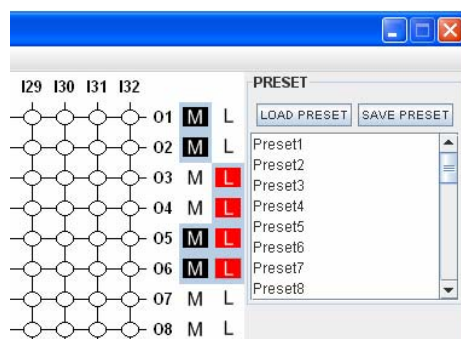 I29 I30 I31 I32
O1 M L
O2 M L
O3 M L
O4 M L
O5 M L
O6 M L
O7 M L
O8 M L
PRESET
LOAD PRESET SAVE PRESET
Preset1
Preset2
Preset3
Preset4
Preset5
Preset6
Preset7
Preset8